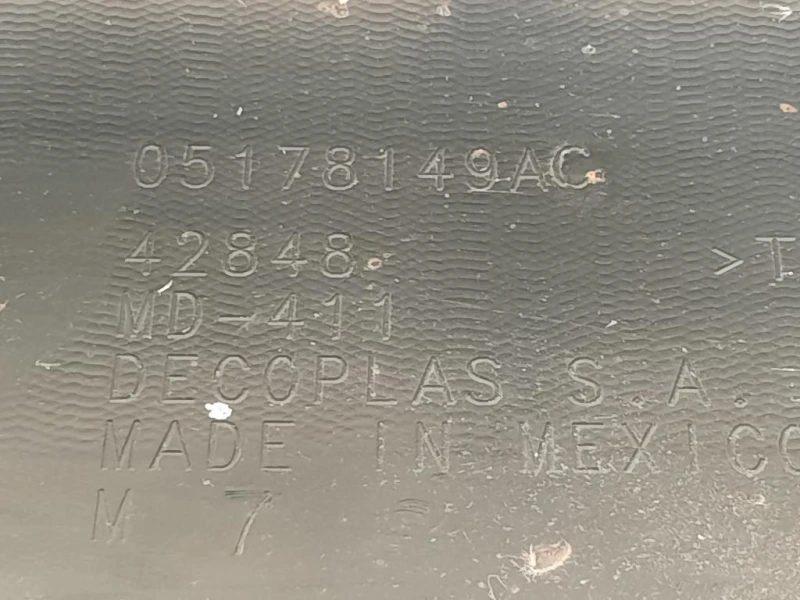 05178149AC
42848 >T
MD-411
DECOPLAS S.A.
MADE IN MEXICO
M 7